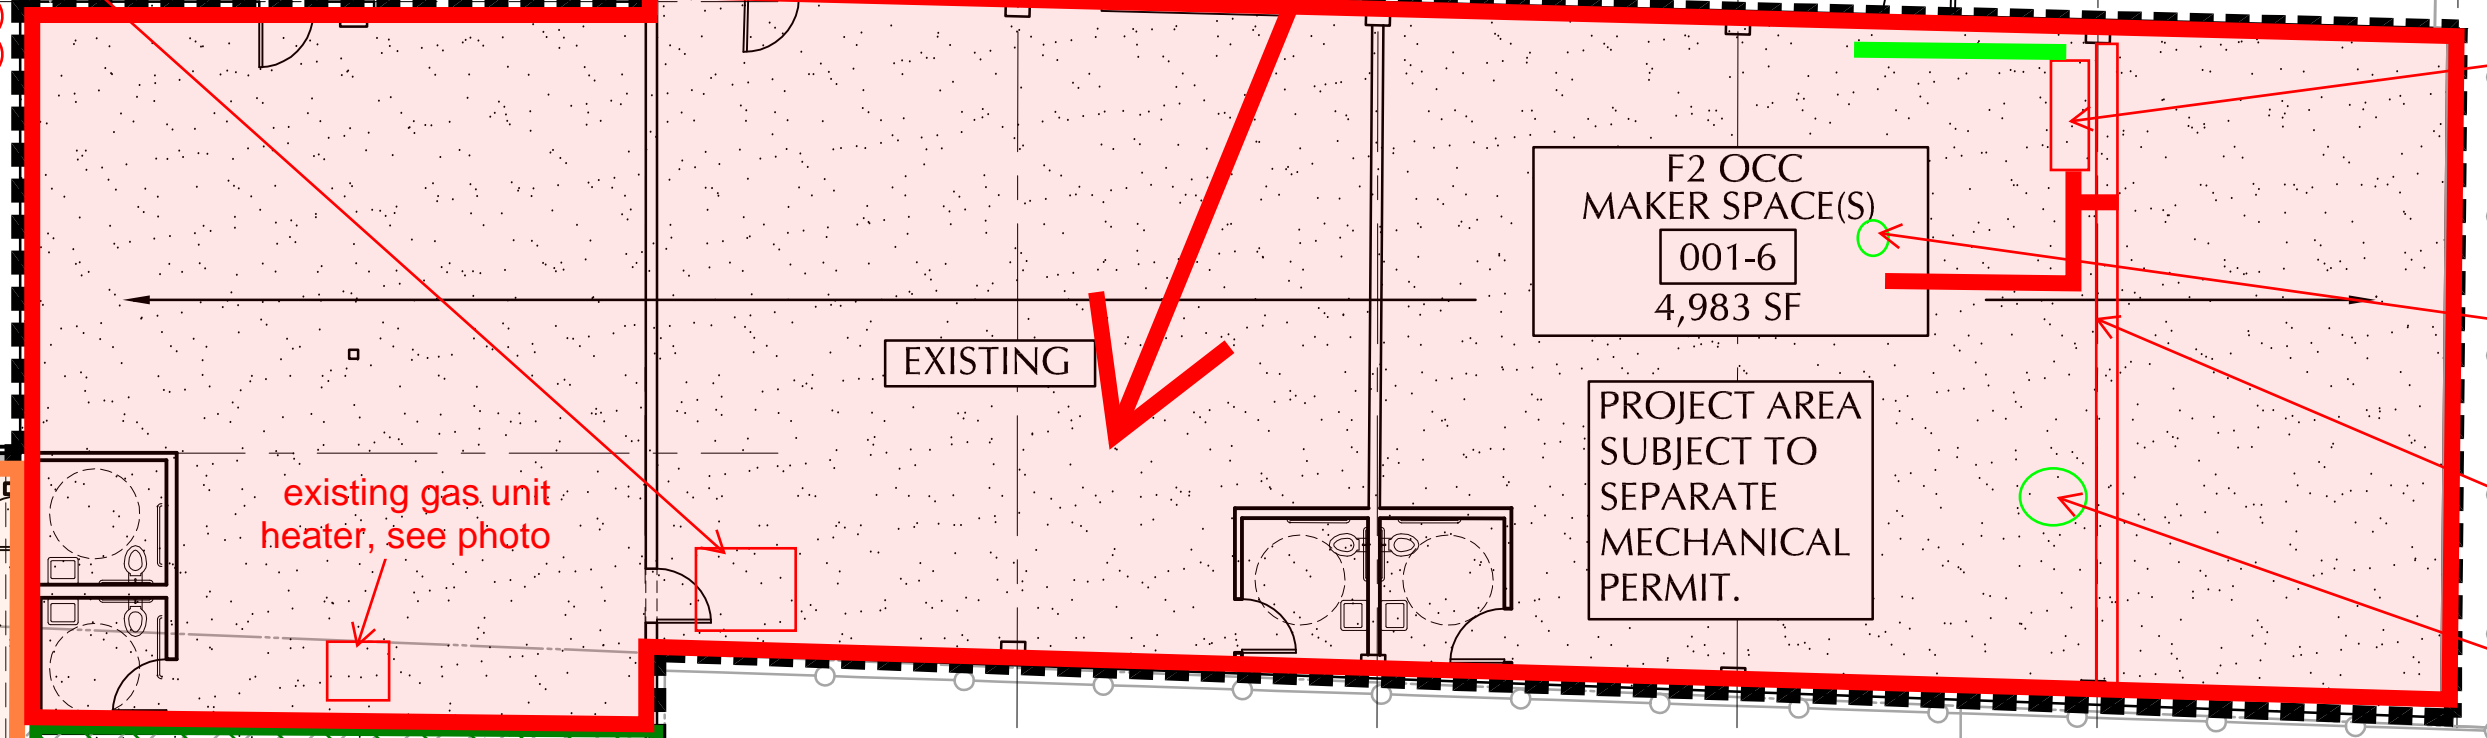 F2 OCC
MAKER SPACE(S)
001-6
4,983 SF
EXISTING
PROJECT AREA
SUBJECT TO
SEPARATE
MECHANICAL
PERMIT.
existing gas unit
heater, see photo